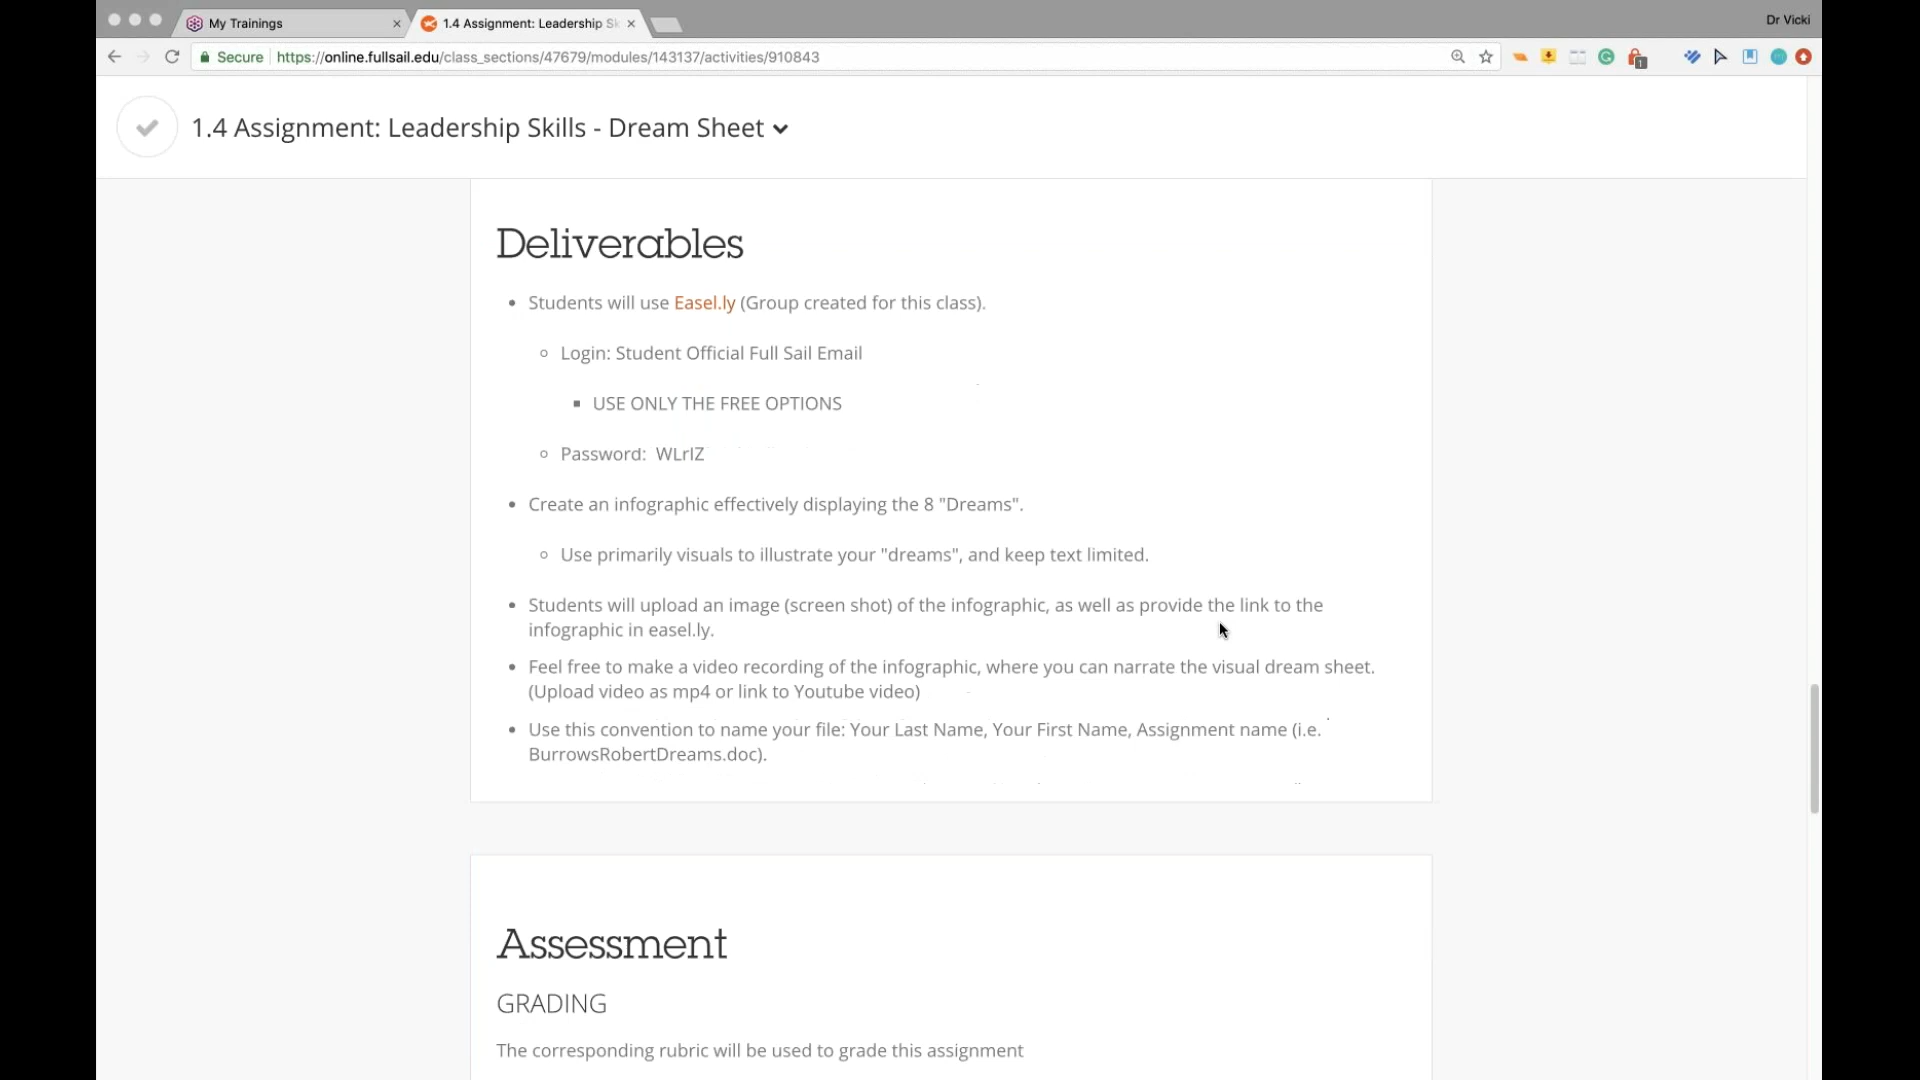 My Trainings
1.4 Assignment: Leadership Sk
Dr Vicki
Secure
https://online.fullsail.edu/class_sections/47679/modules/143137/activities/910843
1
1.4 Assignment: Leadership Skills - Dream Sheet
Deliverables
Students will use Easel.ly (Group created for this class).
Login: Student Official Full Sail Email
USE ONLY THE FREE OPTIONS
Password: WLrIZ
Create an infographic effectively displaying the 8 "Dreams".
Use primarily visuals to illustrate your "dreams", and keep text limited.
Students will upload an image (screen shot) of the infographic, as well as provide the link to the
infographic in easel.ly.
Feel free to make a video recording of the infographic, where you can narrate the visual dream sheet.
(Upload video as mp4 or link to Youtube video)
Use this convention to name your file: Your Last Name, Your First Name, Assignment name (i.e.
BurrowsRobertDreams.doc).
Assessment
GRADING
The corresponding rubric will be used to grade this assignment